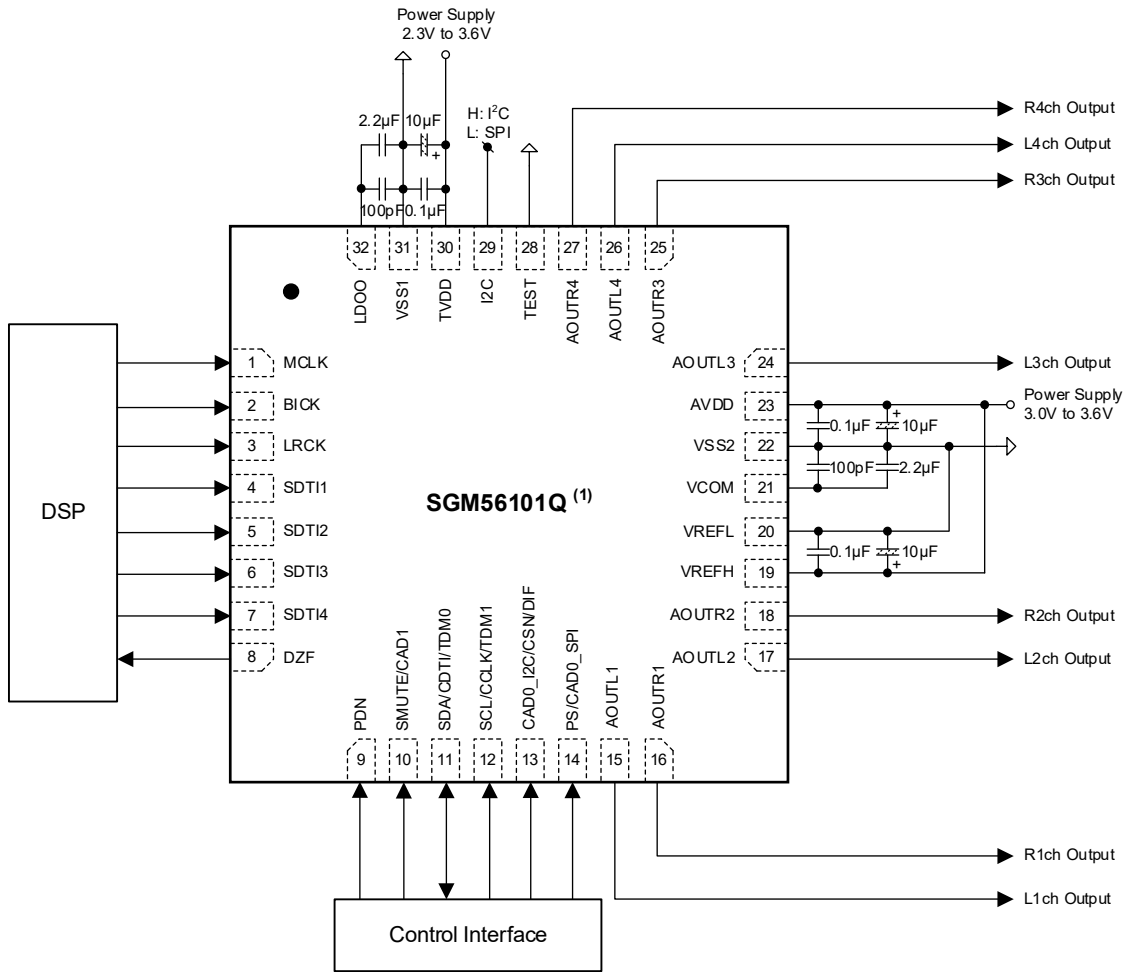 Power Supply
2.3V to 3.6V
R4ch Output
L4ch Output
R3ch Output
2.2µF
10µF
+
H: I²C
L: SPI
100pF
0.1µF
32
31
30
29
28
27
26
25
LDOO
VSS1
TVDD
I2C
TEST
AOUTR4
AOUTL4
AOUTR3
DSP
1 MCLK
2 BICK
3 LRCK
4 SDTI1
5 SDTI2
6 SDTI3
7 SDTI4
8 DZF
SGM56101Q (1)
AOUTL3 24
L3ch Output
AVDD 23
Power Supply
3.0V to 3.6V
0.1µF
+
10µF
VSS2 22
100pF
2.2µF
VCOM 21
VREFL 20
0.1µF
10µF
+
VREFH 19
AOUTR2 18
R2ch Output
AOUTL2 17
L2ch Output
PDN
SMUTE/CAD1
SDA/CDTI/TDM0
SCL/CCLK/TDM1
CAD0_I2C/CSN/DIF
PS/CAD0_SPI
AOUTL1
AOUTR1
9
10
11
12
13
14
15
16
R1ch Output
L1ch Output
Control Interface